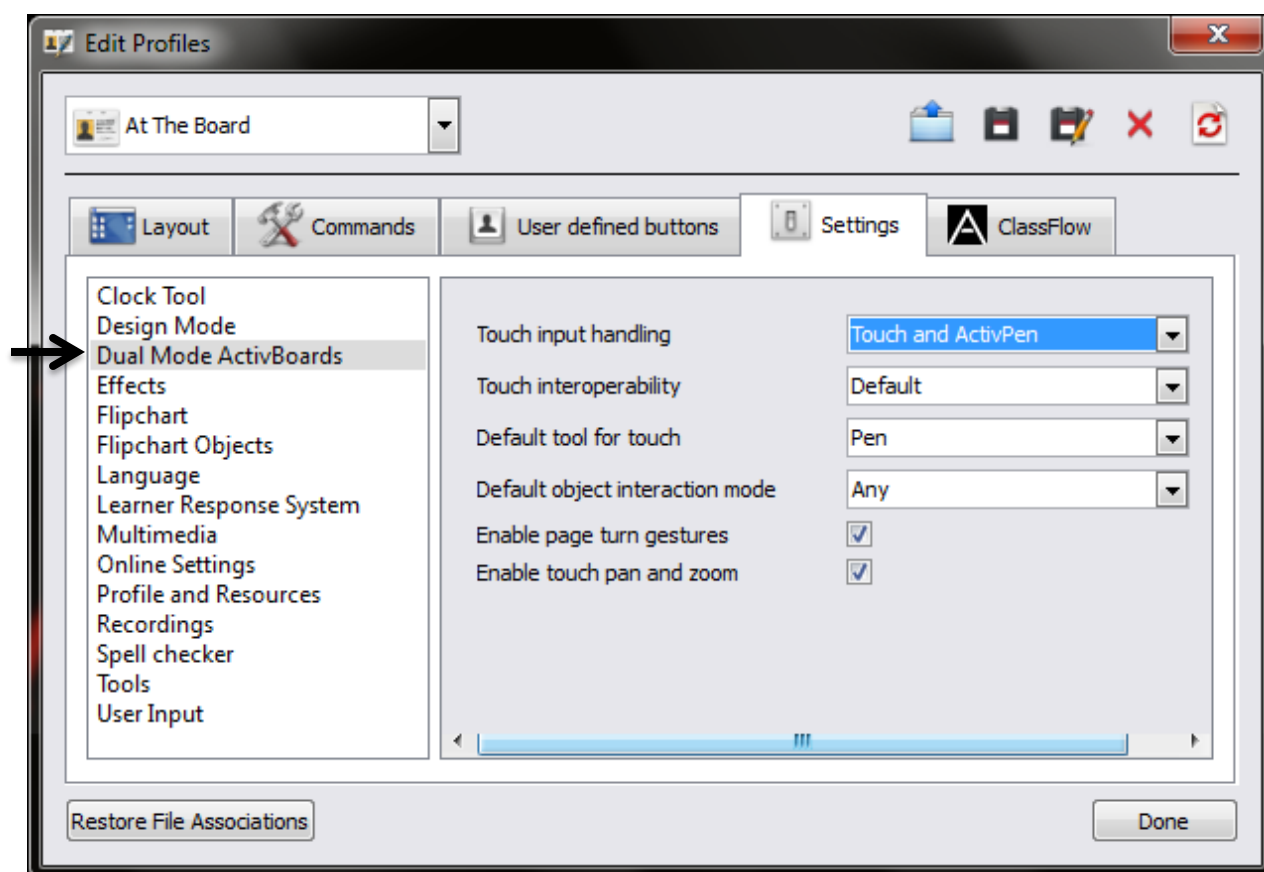 Edit Profiles
At The Board
Layout
Commands
User defined buttons
Settings
ClassFlow
Clock Tool
Design Mode
Dual Mode ActivBoards
Effects
Flipchart
Flipchart Objects
Language
Learner Response System
Multimedia
Online Settings
Profile and Resources
Recordings
Spell checker
Tools
User Input
Touch input handling Touch and ActivPen
Touch interoperability Default
Default tool for touch Pen
Default object interaction mode Any
Enable page turn gestures
Enable touch pan and zoom
Restore File Associations
Done